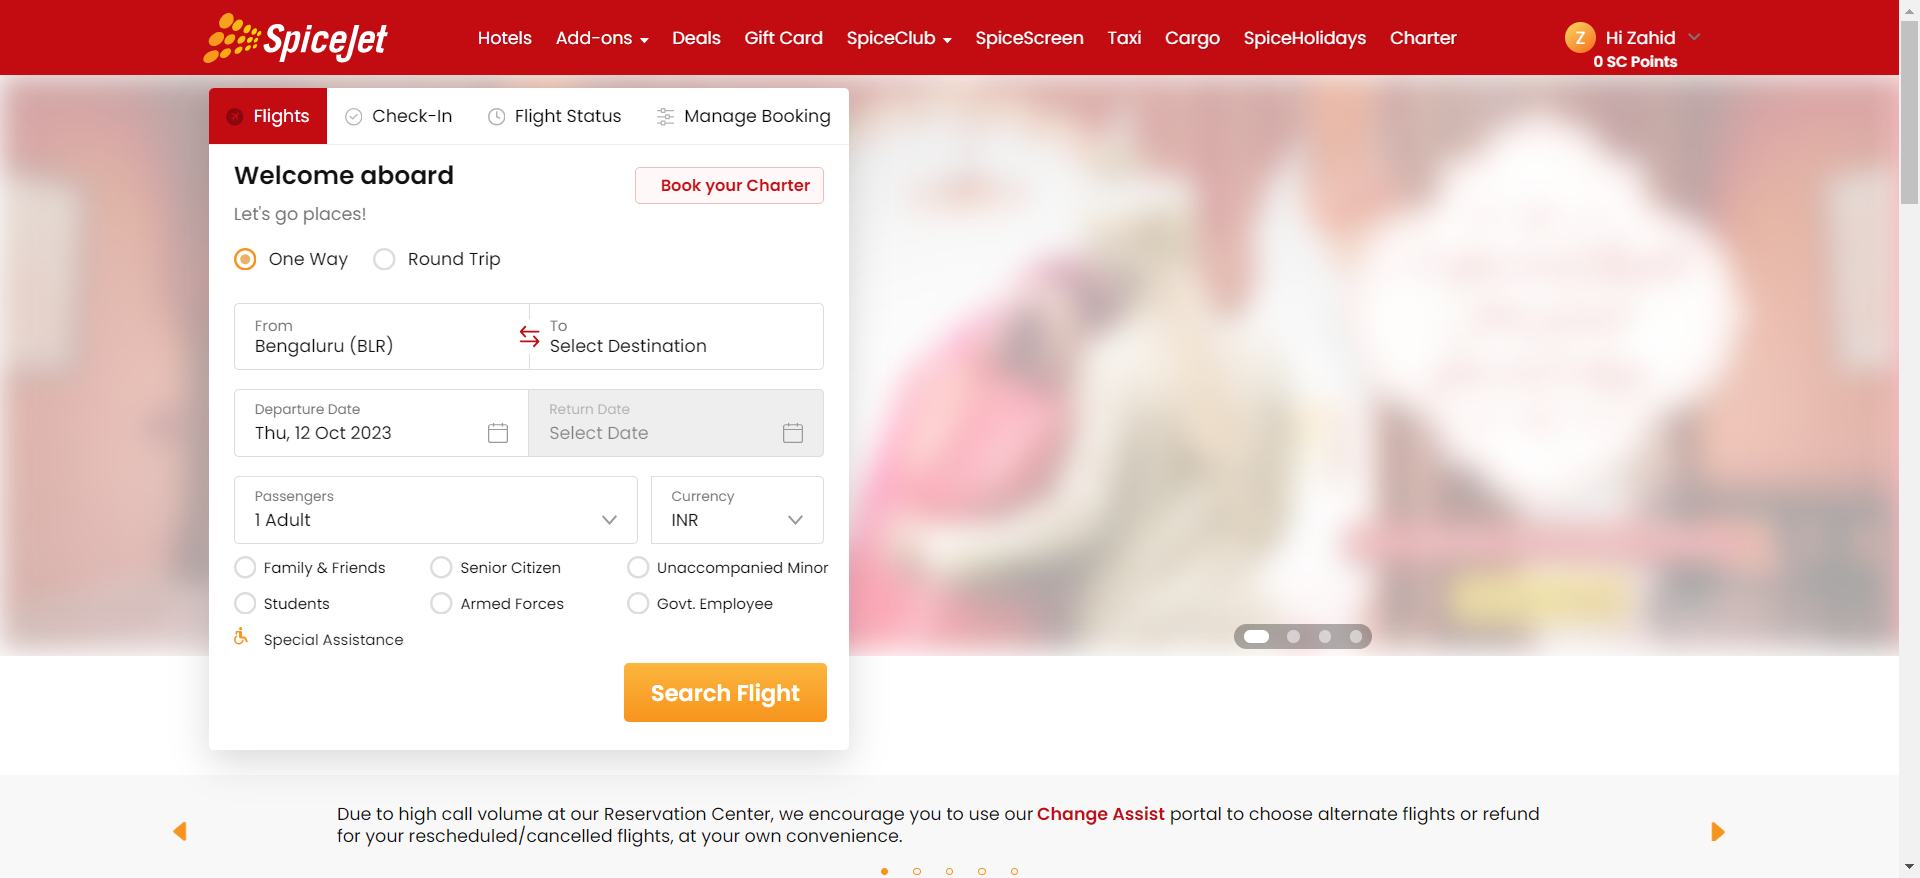 SpiceJet
Hotels Add-ons Deals Gift Card SpiceClub SpiceScreen Taxi Cargo SpiceHolidays Charter
Z Hi Zahid
0 SC Points
Flights Check-In Flight Status Manage Booking
Welcome aboard
Book your Charter
Let's go places!
One Way Round Trip
From To
Bengaluru (BLR) Select Destination
Departure Date Return Date
Thu, 12 Oct 2023 Select Date
Passengers Currency
1 Adult INR
Family & Friends Senior Citizen Unaccompanied Minor
Students Armed Forces Govt. Employee
Special Assistance
Search Flight
Due to high call volume at our Reservation Center, we encourage you to use our Change Assist portal to choose alternate flights or refund
for your rescheduled/cancelled flights, at your own convenience.